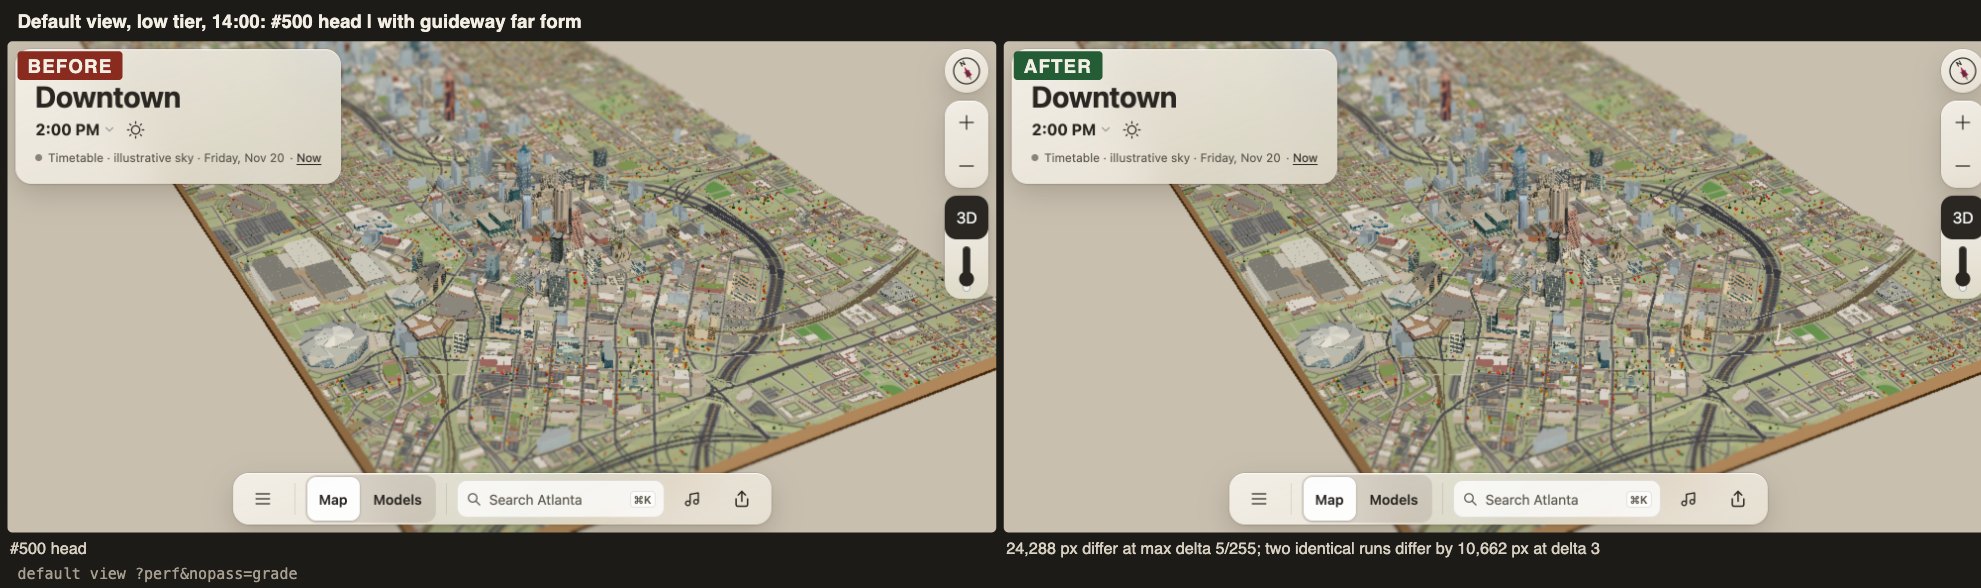 Default view, low tier, 14:00: #500 head | with guideway far form
BEFORE
Downtown
2:00 PM
Timetable · illustrative sky · Friday, Nov 20 · Now
N
+
−
3D
Map Models Search Atlanta ⌘K
#500 head
default view ?perf&nopass=grade
AFTER
Downtown
2:00 PM
Timetable · illustrative sky · Friday, Nov 20 · Now
N
+
−
3D
Map Models Search Atlanta ⌘K
24,288 px differ at max delta 5/255; two identical runs differ by 10,662 px at delta 3